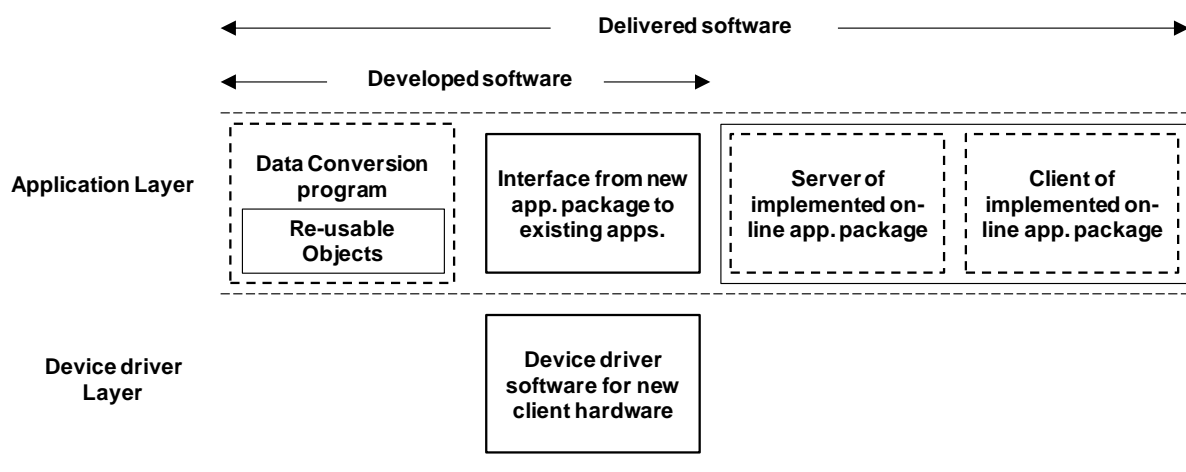 Delivered software
Developed software
Application Layer
Data Conversion
program
Re-usable
Objects
Interface from new
app. package to
existing apps.
Server of
implemented on-
line app. package
Client of
implemented on-
line app. package
Device driver
Layer
Device driver
software for new
client hardware